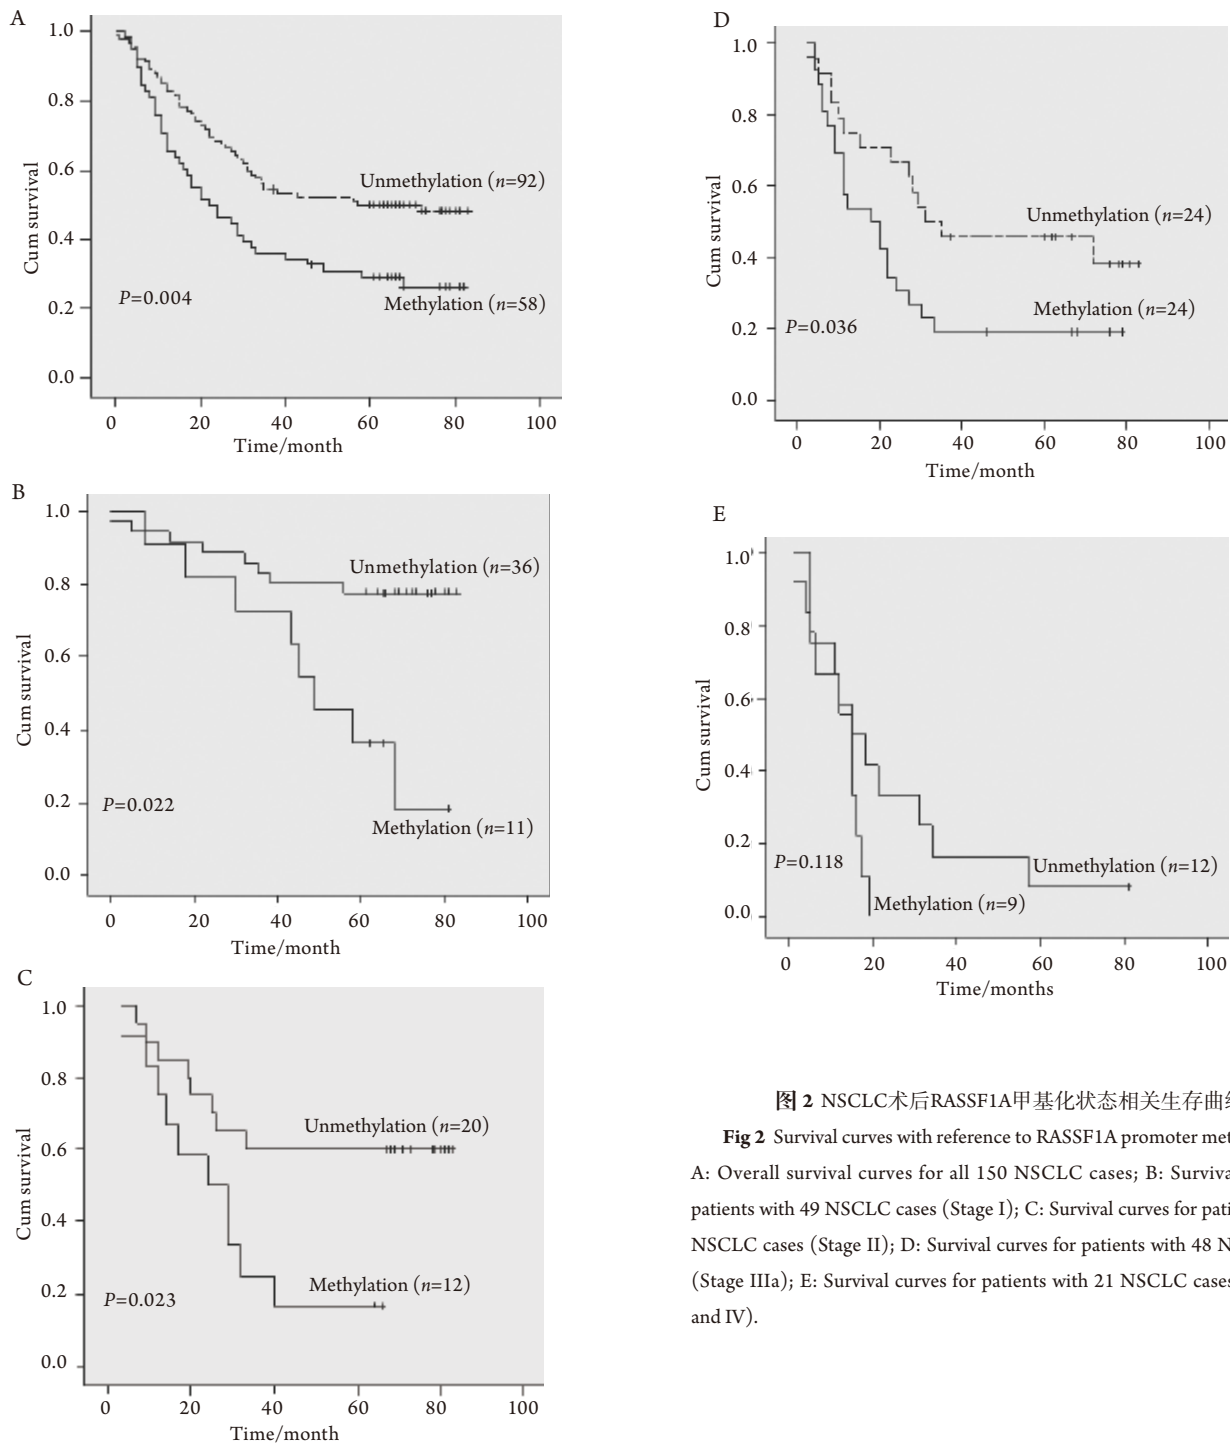 A
1.0
0.8
0.6
0.4
0.2
0.0
Cum survival
Unmethylation (n=92)
Methylation (n=58)
P=0.004
0 20 40 60 80 100
Time/month
B
1.0
0.8
0.6
0.4
0.2
0.0
Cum survival
Unmethylation (n=36)
P=0.022
Methylation (n=11)
0 20 40 60 80 100
Time/month
C
1.0
0.8
0.6
0.4
0.2
0.0
Cum survival
Unmethylation (n=20)
Methylation (n=12)
P=0.023
0 20 40 60 80 100
Time/month
D
1.0
0.8
0.6
0.4
0.2
0.0
Cum survival
Unmethylation (n=24)
Methylation (n=24)
P=0.036
0 20 40 60 80 100
Time/month
E
1.0
0.8
0.6
0.4
0.2
0.0
Cum survival
P=0.118
Unmethylation (n=12)
Methylation (n=9)
0 20 40 60 80 100
Time/months
图 2 NSCLC术后RASSF1A甲基化状态相关生存曲
Fig 2 Survival curves with reference to RASSF1A promoter met
A: Overall survival curves for all 150 NSCLC cases; B: Surviva
patients with 49 NSCLC cases (Stage I); C: Survival curves for pati
NSCLC cases (Stage II); D: Survival curves for patients with 48 N
(Stage IIIa); E: Survival curves for patients with 21 NSCLC cases
and IV).